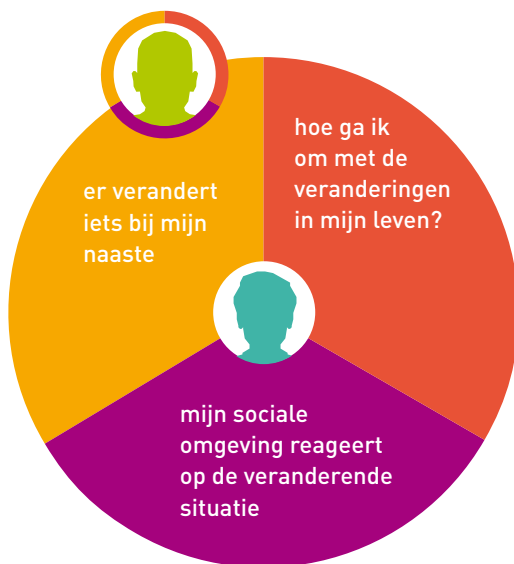 er verandert
iets bij mijn
naaste
hoe ga ik
om met de
veranderingen
in mijn leven?
mijn sociale
omgeving reageert
op de veranderende
situatie